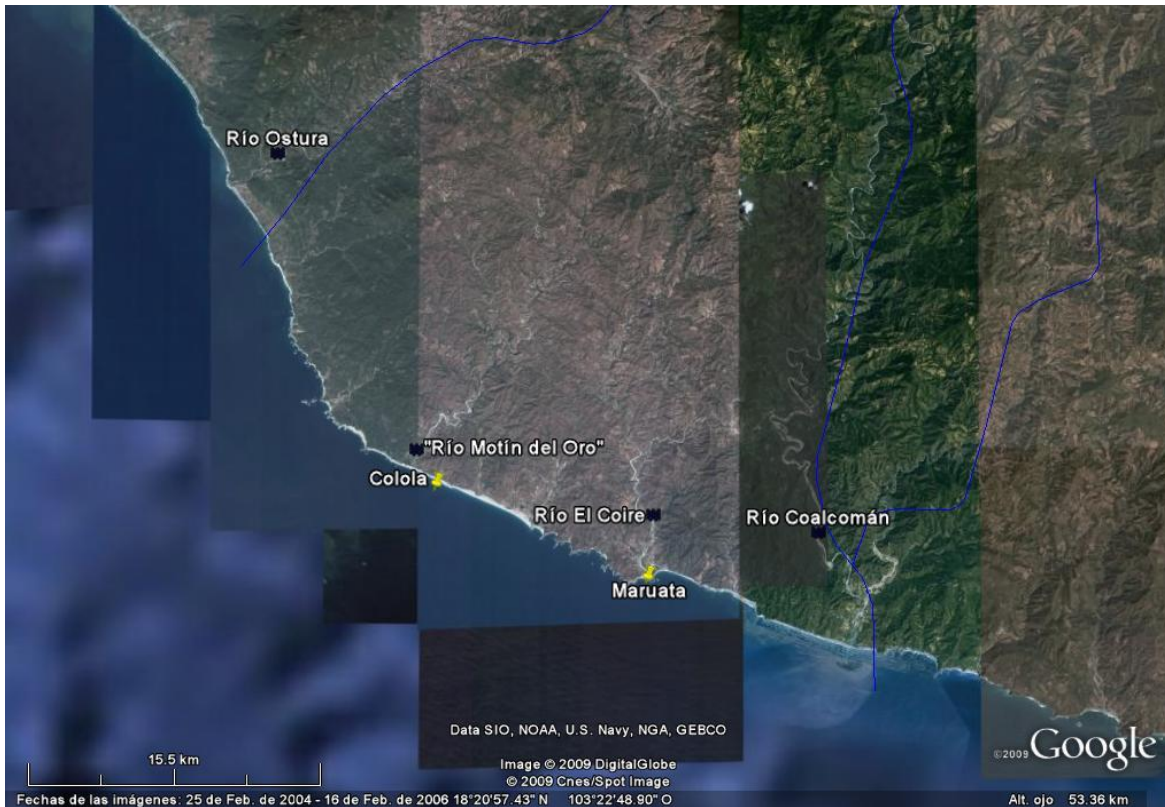 Río Ostura
"Río Motín del Oro"
Colola
Río El Coire
Río Coalcomán
Maruata
Data SIO, NOAA, U.S. Navy, NGA, GEBCO
15.5 km
Image © 2009 DigitalGlobe
© 2009 Cnes/Spot Image
©2009 Google™
Fechas de las imágenes: 25 de Feb. de 2004 - 16 de Feb. de 2006 18°20'57.43" N 103°22'48.90" O Alt. ojo 53.36 km